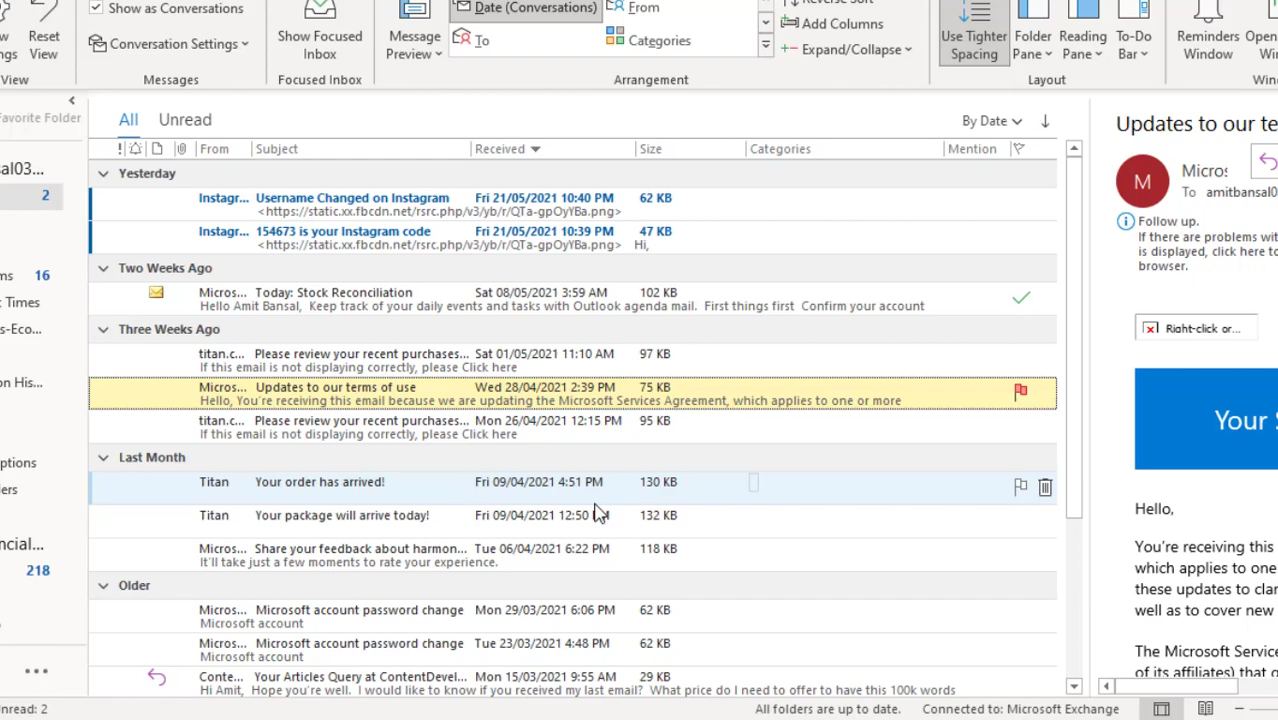 Show as Conversations
Conversation Settings
Messages
Reset
View
View
Show Focused
Inbox
Focused Inbox
Message
Preview
Date (Conversations)
From
To
Categories
Arrangement
Reverse Sort
Add Columns
Expand/Collapse
Use Tighter
Spacing
Folder
Pane
Reading
Pane
To-Do
Bar
Layout
Reminders
Window
Favorite Folder
al03...
2
ms 16
t Times
s-Eco...
on His...
ptions
ders
ncial...
218
All Unread By Date
! From Subject Received Size Categories Mention
Yesterday
Instagr... Username Changed on Instagram Fri 21/05/2021 10:40 PM 62 KB
<https://static.xx.fbcdn.net/rsrc.php/v3/yb/r/QTa-gpOyYBa.png>
Instagr... 154673 is your Instagram code Fri 21/05/2021 10:39 PM 47 KB
<https://static.xx.fbcdn.net/rsrc.php/v3/yb/r/QTa-gpOyYBa.png> Hi,
Two Weeks Ago
Micros... Today: Stock Reconciliation Sat 08/05/2021 3:59 AM 102 KB
Hello Amit Bansal, Keep track of your daily events and tasks with Outlook agenda mail. First things first Confirm your account
Three Weeks Ago
titan.c... Please review your recent purchases... Sat 01/05/2021 11:10 AM 97 KB
If this email is not displaying correctly, please Click here
Micros... Updates to our terms of use Wed 28/04/2021 2:39 PM 75 KB
Hello, You're receiving this email because we are updating the Microsoft Services Agreement, which applies to one or more
titan.c... Please review your recent purchases... Mon 26/04/2021 12:15 PM 95 KB
If this email is not displaying correctly, please Click here
Last Month
Titan Your order has arrived! Fri 09/04/2021 4:51 PM 130 KB
Titan Your package will arrive today! Fri 09/04/2021 12:50 132 KB
Micros... Share your feedback about harmon... Tue 06/04/2021 6:22 PM 118 KB
It'll take just a few moments to rate your experience.
Older
Micros... Microsoft account password change Mon 29/03/2021 6:06 PM 62 KB
Microsoft account
Micros... Microsoft account password change Tue 23/03/2021 4:48 PM 62 KB
Microsoft account
Conte... Your Articles Query at ContentDevel... Mon 15/03/2021 9:55 AM 29 KB
Hi Amit, Hope you're well. I would like to know if you received my last email? What price do I need to offer to have this 100k words
Updates to our te
M
Micros
To amitbansal0
Follow up.
If there are problems wit
is displayed, click here to
browser.
Right-click or...
Your
Hello,
You're receiving this
which applies to one
these updates to clar
well as to cover new
The Microsoft Service
of its affiliates) that o
nread: 2 All folders are up to date. Connected to: Microsoft Exchange